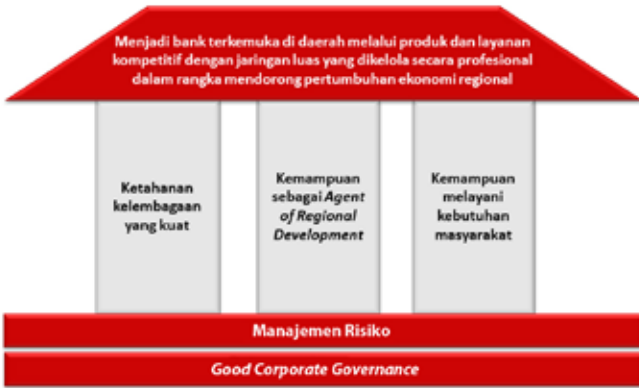 Menjadi bank terkemuka di daerah melalui produk dan layanan
kompetitif dengan jaringan luas yang dikelola secara profesional
dalam rangka mendorong pertumbuhan ekonomi regional
Ketahanan
kelembagaan
yang kuat
Kemampuan
sebagai Agent
of Regional
Development
Kemampuan
melayani
kebutuhan
masyarakat
Manajemen Risiko
Good Corporate Governance